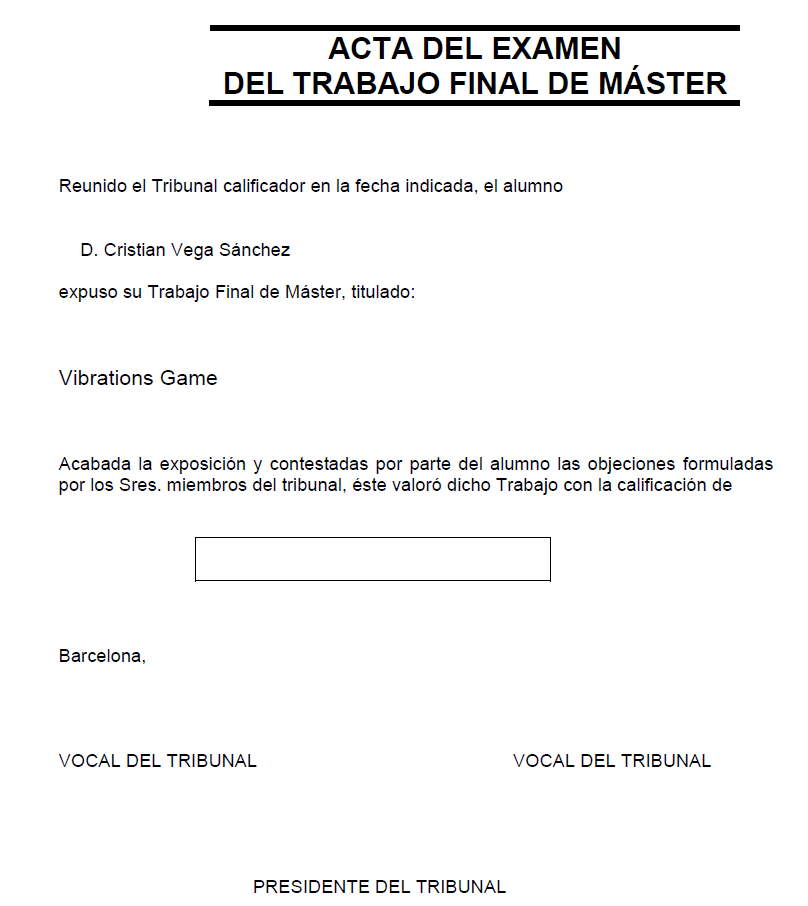 ACTA DEL EXAMEN
DEL TRABAJO FINAL DE MÁSTER
Reunido el Tribunal calificador en la fecha indicada, el alumno
D. Cristian Vega Sánchez
expuso su Trabajo Final de Máster, titulado:
Vibrations Game
Acabada la exposición y contestadas por parte del alumno las objeciones formuladas
por los Sres. miembros del tribunal, éste valoró dicho Trabajo con la calificación de
Barcelona,
VOCAL DEL TRIBUNAL VOCAL DEL TRIBUNAL
PRESIDENTE DEL TRIBUNAL